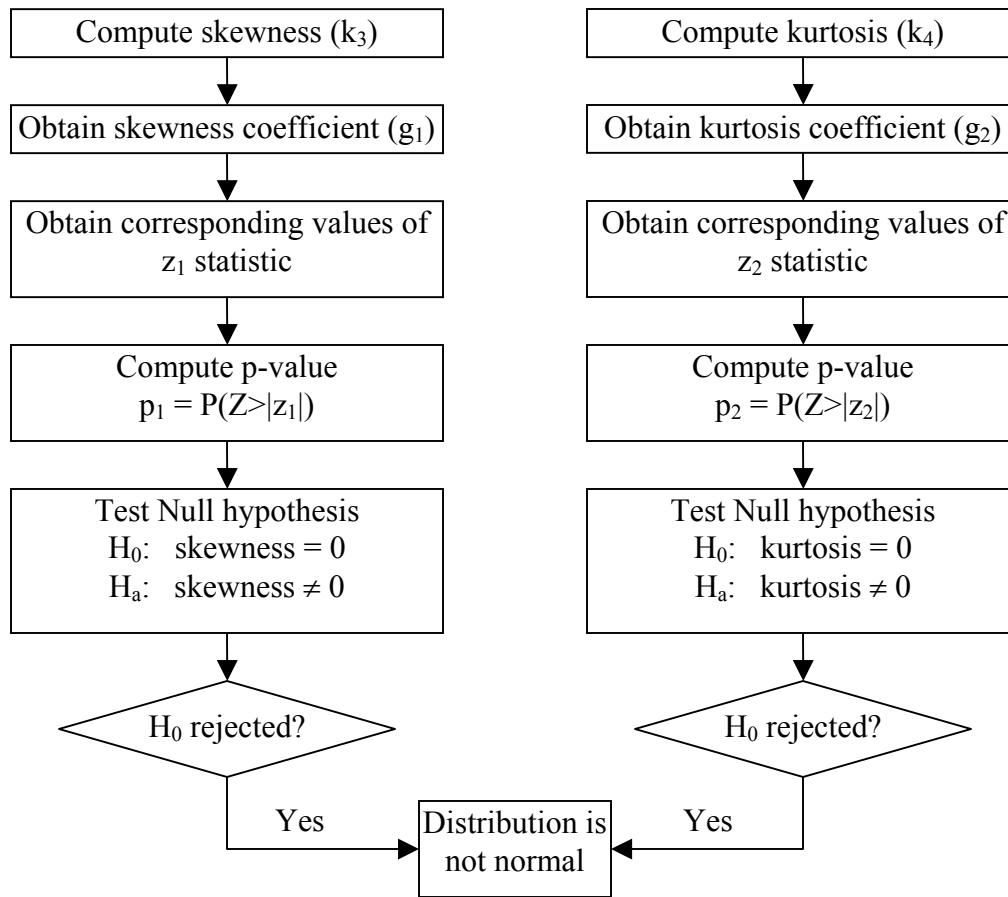 Compute skewness (k₃)
Obtain skewness coefficient (g₁)
Obtain corresponding values of
z₁ statistic
Compute p-value
p₁ = P(Z>|z₁|)
Test Null hypothesis
H₀: skewness = 0
Hₐ: skewness ≠ 0
H₀ rejected?
Yes
Compute kurtosis (k₄)
Obtain kurtosis coefficient (g₂)
Obtain corresponding values of
z₂ statistic
Compute p-value
p₂ = P(Z>|z₂|)
Test Null hypothesis
H₀: kurtosis = 0
Hₐ: kurtosis ≠ 0
H₀ rejected?
Yes
Distribution is
not normal